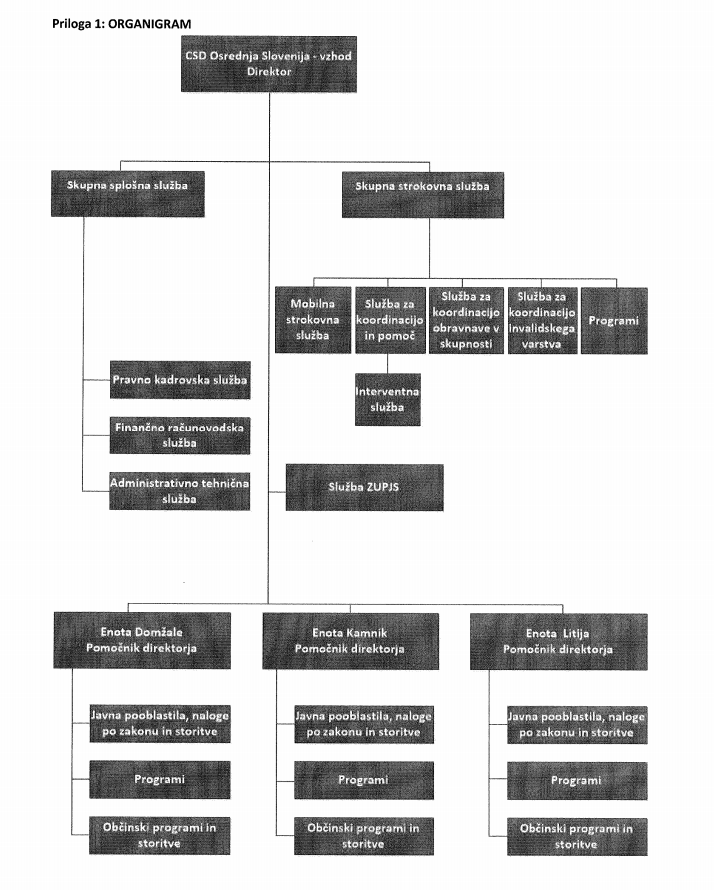 Priloga 1: ORGANIGRAM
CSD Osrednja Slovenija - vzhod
Direktor
Skupna splošna služba
Skupna strokovna služba
Mobilna
strokovna
služba
Služba za
koordinacijo
in pomoč
Služba za
koordinacijo
obravnave v
skupnosti
Služba za
koordinacijo
invalidskega
varstva
Programi
Interventna
služba
Pravno kadrovska služba
Finančno računovodska
služba
Administrativno tehnična
služba
Služba ZUPJS
Enota Domžale
Pomočnik direktorja
Javna pooblastila, naloge
po zakonu in storitve
Programi
Občinski programi in
storitve
Enota Kamnik
Pomočnik direktorja
Javna pooblastila, naloge
po zakonu in storitve
Programi
Občinski programi in
storitve
Enota Litija
Pomočnik direktorja
Javna pooblastila, naloge
po zakonu in storitve
Programi
Občinski programi in
storitve